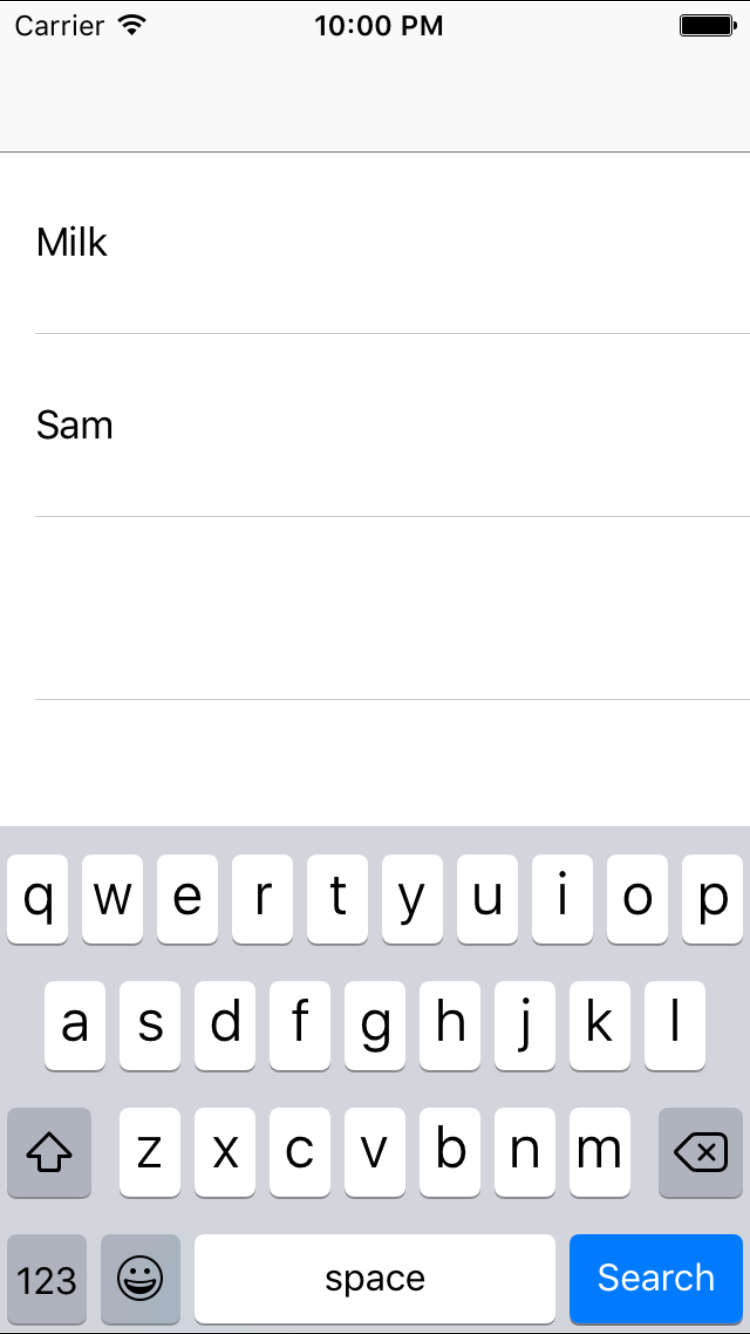 Carrier 10:00 PM
Milk
Sam
q w e r t y u i o p
a s d f g h j k l
z x c v b n m
123 space Search